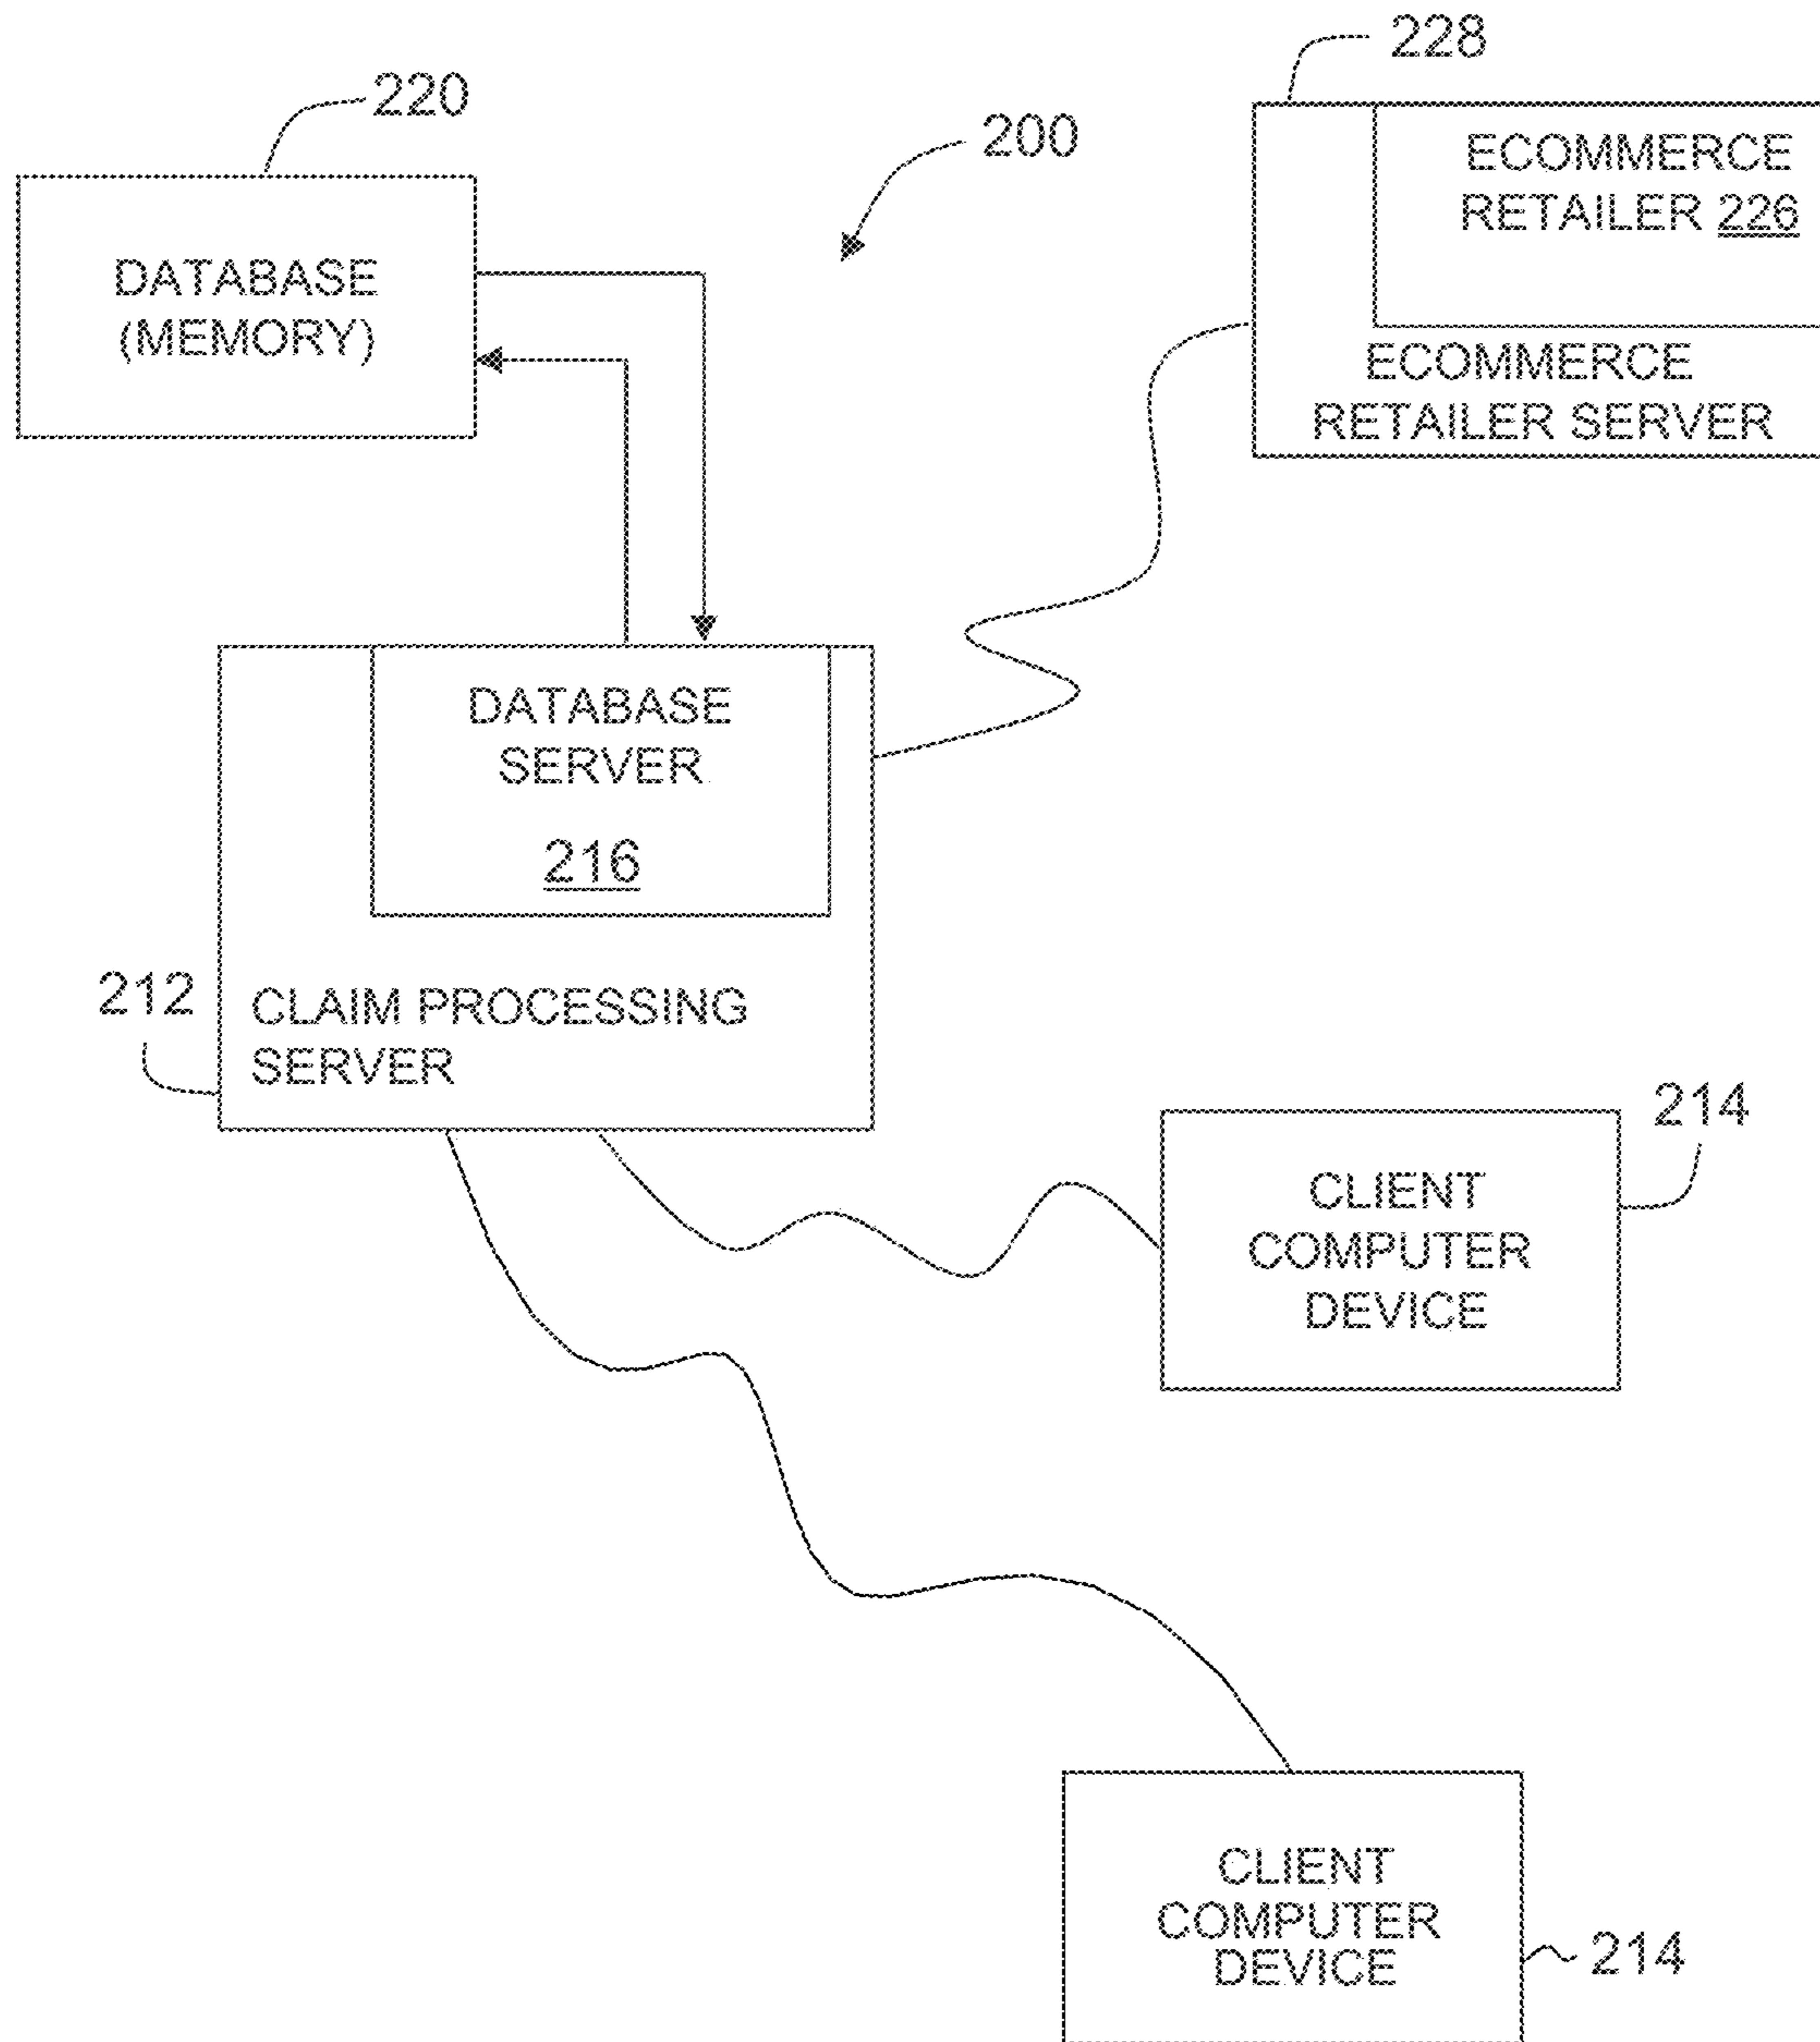 220
228
200
ECOMMERCE
RETAILER 226
DATABASE
(MEMORY)
ECOMMERCE
RETAILER SERVER
DATABASE
SERVER
216
212
CLAIM PROCESSING
SERVER
214
CLIENT
COMPUTER
DEVICE
CLIENT
COMPUTER
DEVICE
214